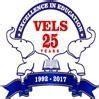 EXCELLENCE IN EDUCATION
VELS
25
YEARS
1992 - 2017